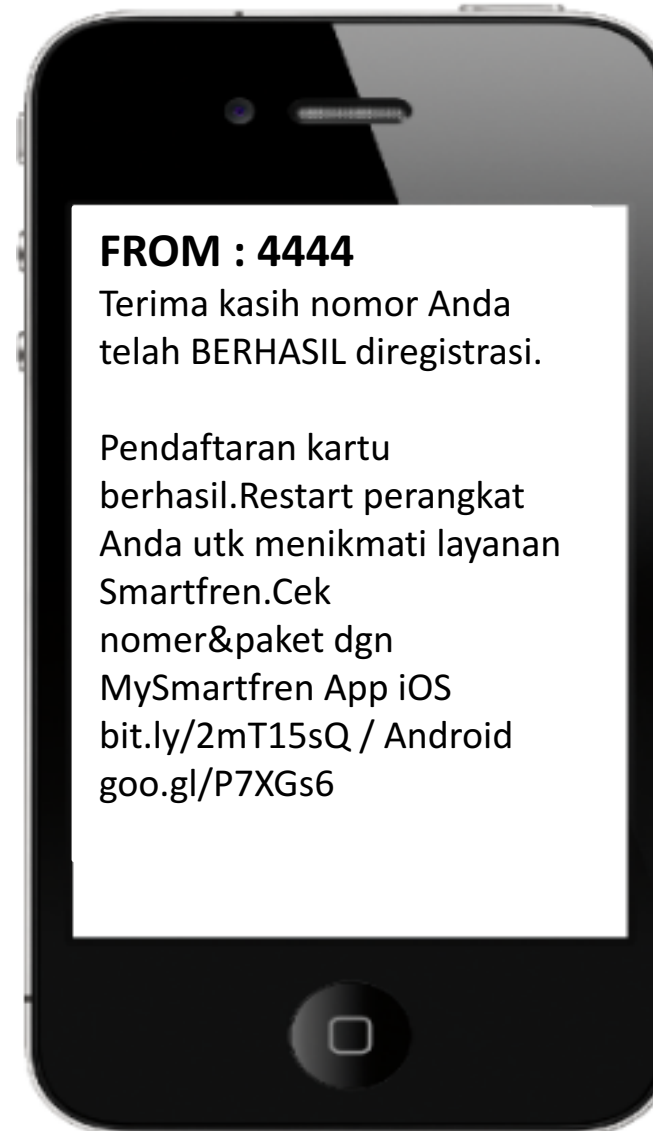 FROM : 4444
Terima kasih nomor Anda
telah BERHASIL diregistrasi.
Pendaftaran kartu
berhasil.Restart perangkat
Anda utk menikmati layanan
Smartfren.Cek
nomer&paket dgn
MySmartfren App iOS
bit.ly/2mT15sQ / Android
goo.gl/P7XGs6